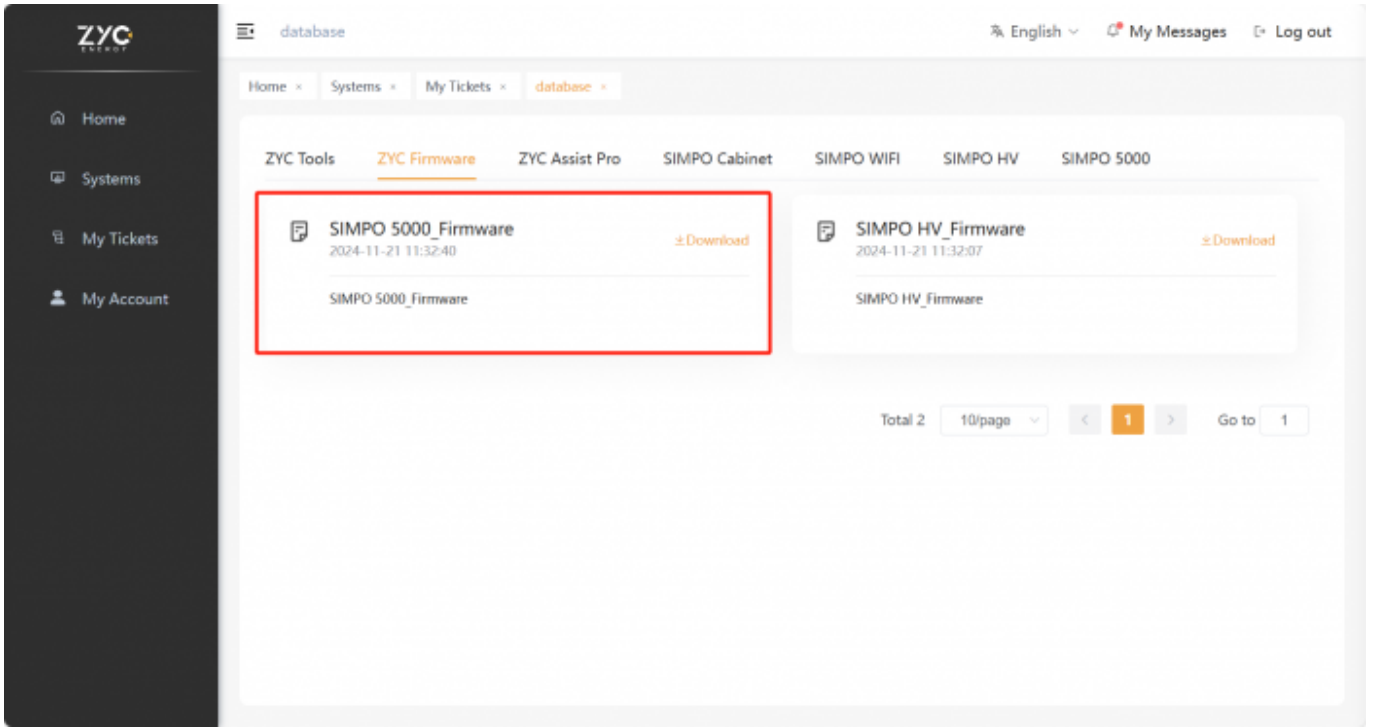 ZYC
ENERGY
Home
Systems
My Tickets
My Account
database
English
My Messages
Log out
Home ×
Systems ×
My Tickets ×
database ×
ZYC Tools
ZYC Firmware
ZYC Assist Pro
SIMPO Cabinet
SIMPO WIFI
SIMPO HV
SIMPO 5000
SIMPO 5000_Firmware
2024-11-21 11:32:40
Download
SIMPO 5000_Firmware
SIMPO HV_Firmware
2024-11-21 11:32:07
Download
SIMPO HV_Firmware
Total 2
10/page
<
1
>
Go to
1